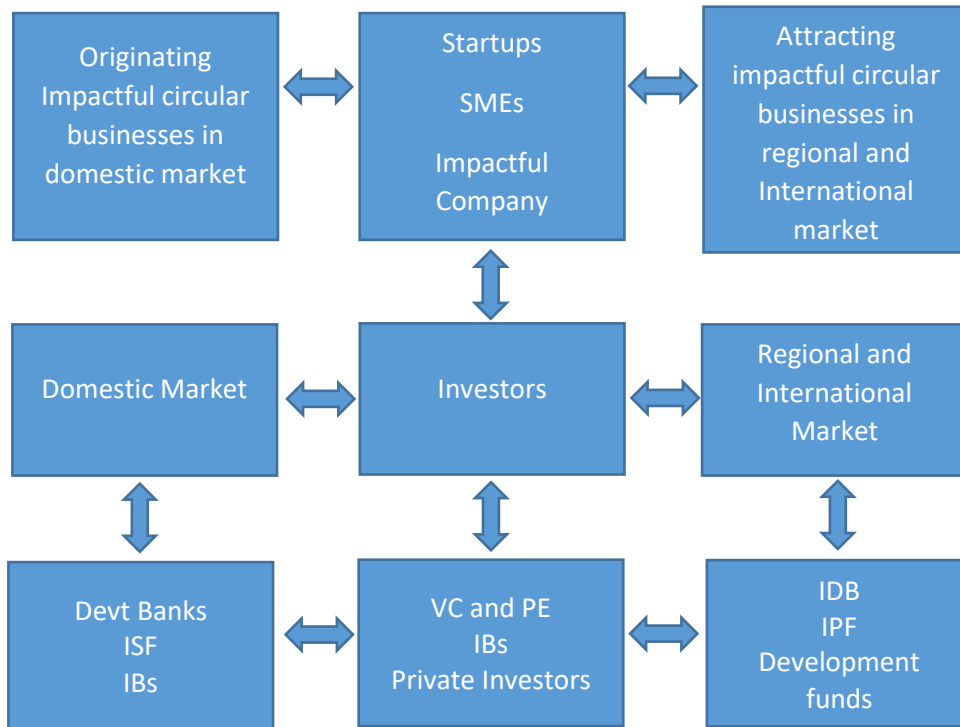 Originating
Impactful circular
businesses in
domestic market
Startups
SMEs
Impactful
Company
Attracting
impactful circular
businesses in
regional and
International
market
Domestic Market
Investors
Regional and
International
Market
Devt Banks
ISF
IBs
VC and PE
IBs
Private Investors
IDB
IPF
Development
funds